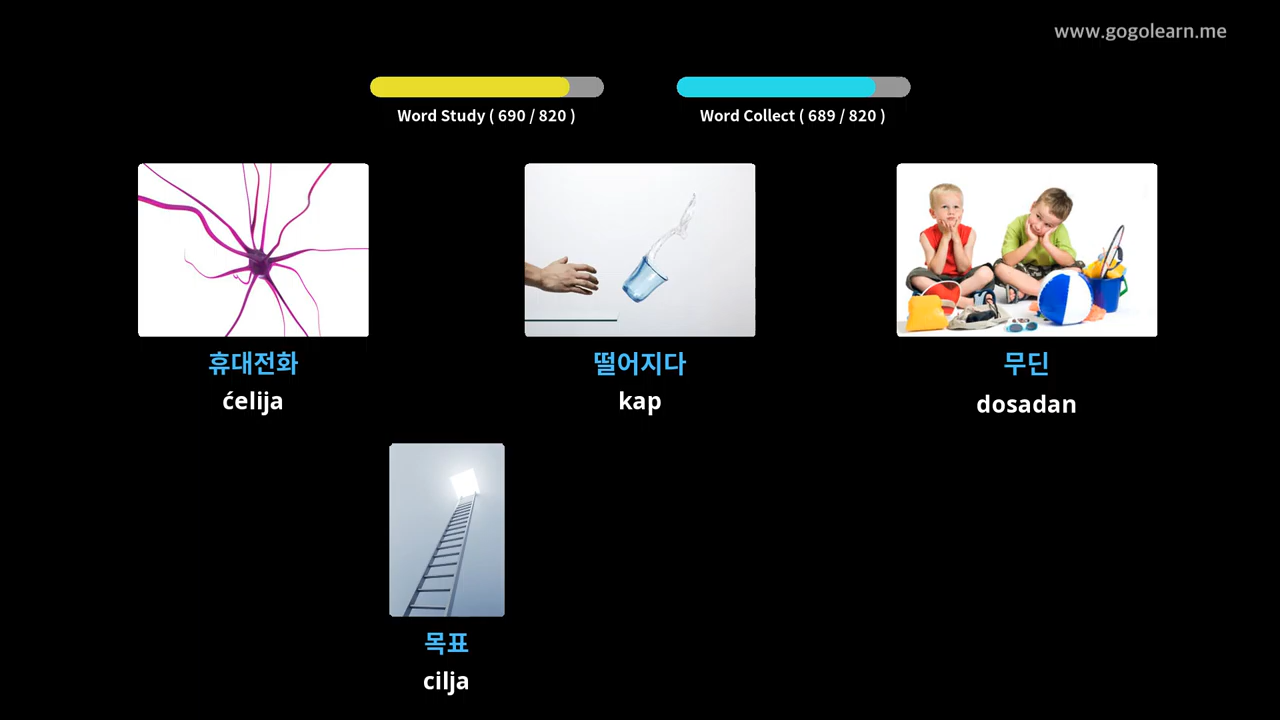 www.gogolearn.me
Word Study ( 690 / 820 )
Word Collect ( 689 / 820 )
휴대전화
ćelija
떨어지다
kap
무딘
dosadan
목표
cilja